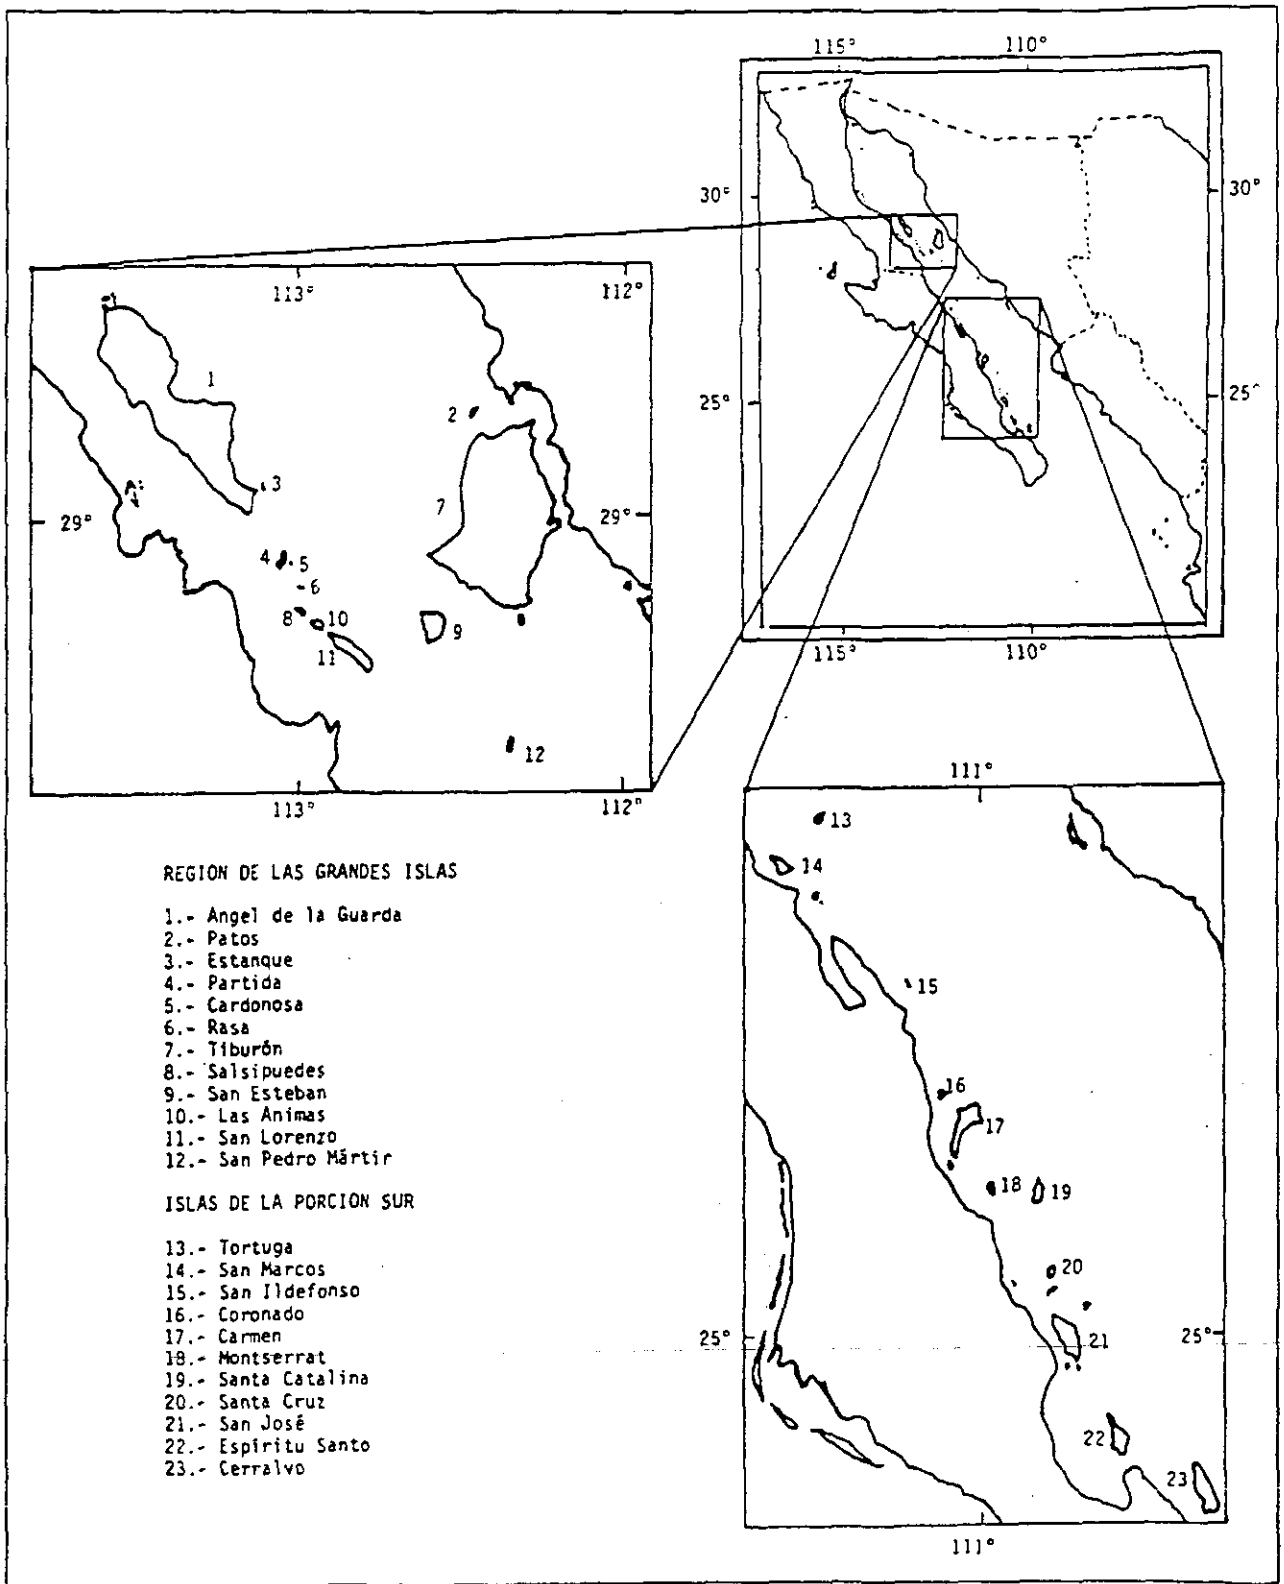 115° 110°
30° 30°
25° 25°
115° 110°
113° 112°
1
2
3
7
29° 29°
4 5
6
8 10
9
11
12
113° 112°
REGION DE LAS GRANDES ISLAS
1.- Angel de la Guarda
2.- Patos
3.- Estanque
4.- Partida
5.- Cardonosa
6.- Rasa
7.- Tiburón
8.- Salsipuedes
9.- San Esteban
10.- Las Animas
11.- San Lorenzo
12.- San Pedro Mártir
ISLAS DE LA PORCION SUR
13.- Tortuga
14.- San Marcos
15.- San Ildefonso
16.- Coronado
17.- Carmen
18.- Montserrat
19.- Santa Catalina
20.- Santa Cruz
21.- San José
22.- Espíritu Santo
23.- Cerralvo
111°
13
14
15
16
17
18 19
20
25° 25°
21
22
23
111°